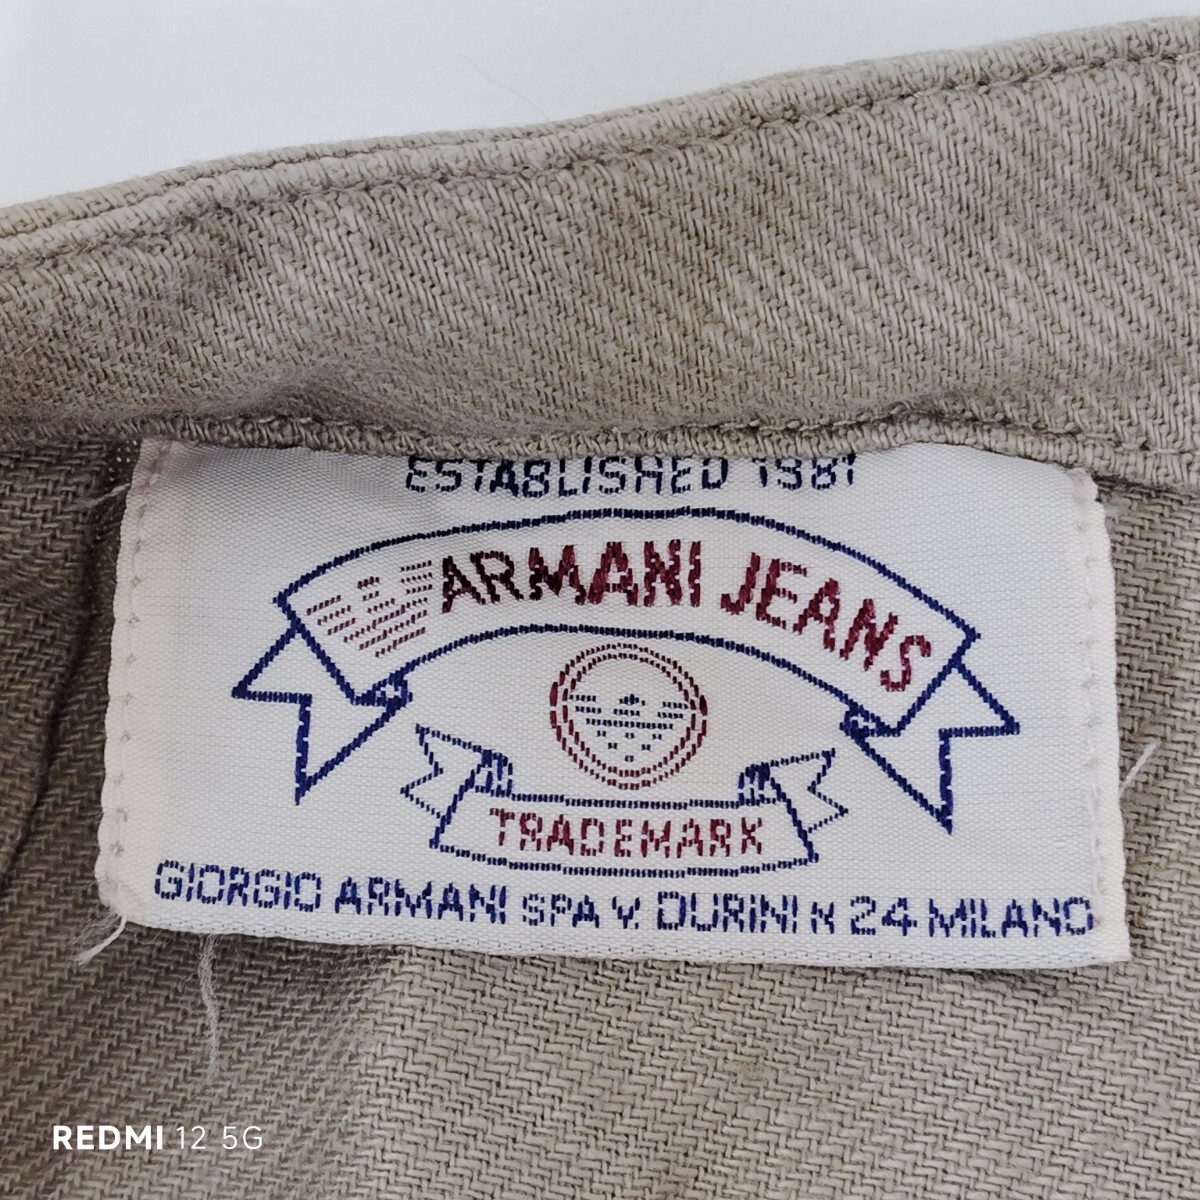 ESTABLISHED 1981
ARMANI JEANS
TRADEMARK
GIORGIO ARMANI SPA V. DURINI N 24 MILANO
REDMI 12 5G